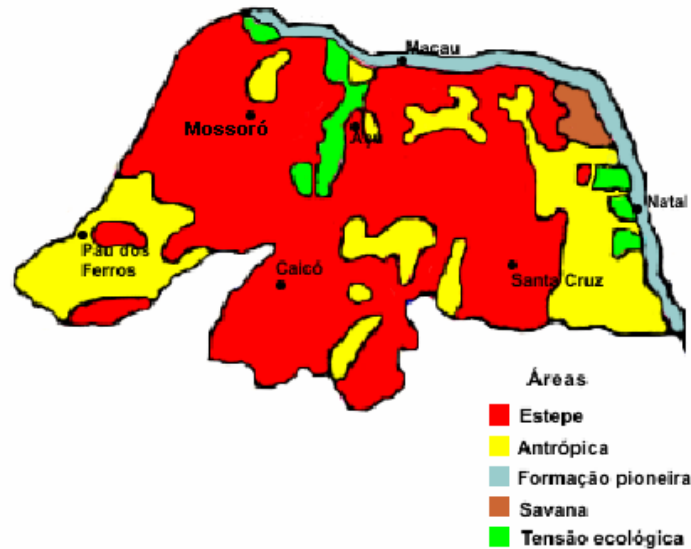 Macau
Mossoró
Açu
Natal
Pau dos
Ferros
Caicó
Santa Cruz
Áreas
Estepe
Antrópica
Formação pioneira
Savana
Tensão ecológica